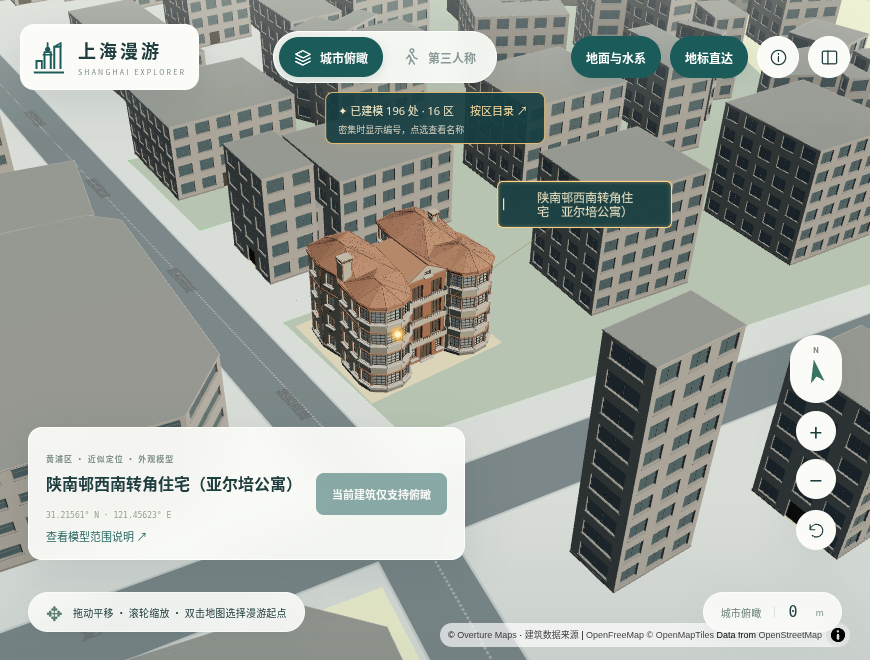 上海漫游
SHANGHAI EXPLORER
城市俯瞰
第三人称
地面与水系
地标直达
✦ 已建模 196 处 · 16 区 按区目录 ↗
密集时显示编号，点选查看名称
陕南邨西南转角住
宅 亚尔培公寓）
N
+
−
黄浦区 · 近似定位 · 外观模型
陕南邨西南转角住宅（亚尔培公寓）
当前建筑仅支持俯瞰
31.21561° N · 121.45623° E
查看模型范围说明 ↗
拖动平移 · 滚轮缩放 · 双击地图选择漫游起点
城市俯瞰 0 m
© Overture Maps · 建筑数据来源 | OpenFreeMap © OpenMapTiles Data from OpenStreetMap